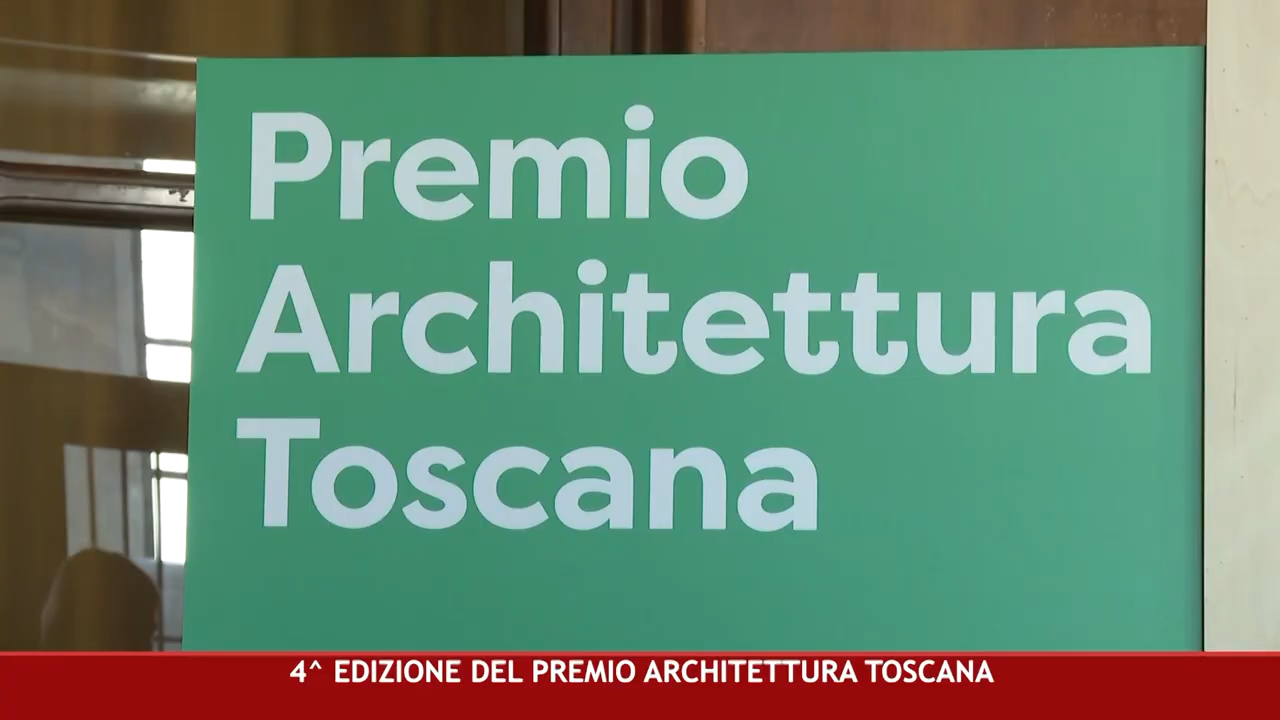 Premio
Architettura
Toscana
4^ EDIZIONE DEL PREMIO ARCHITETTURA TOSCANA